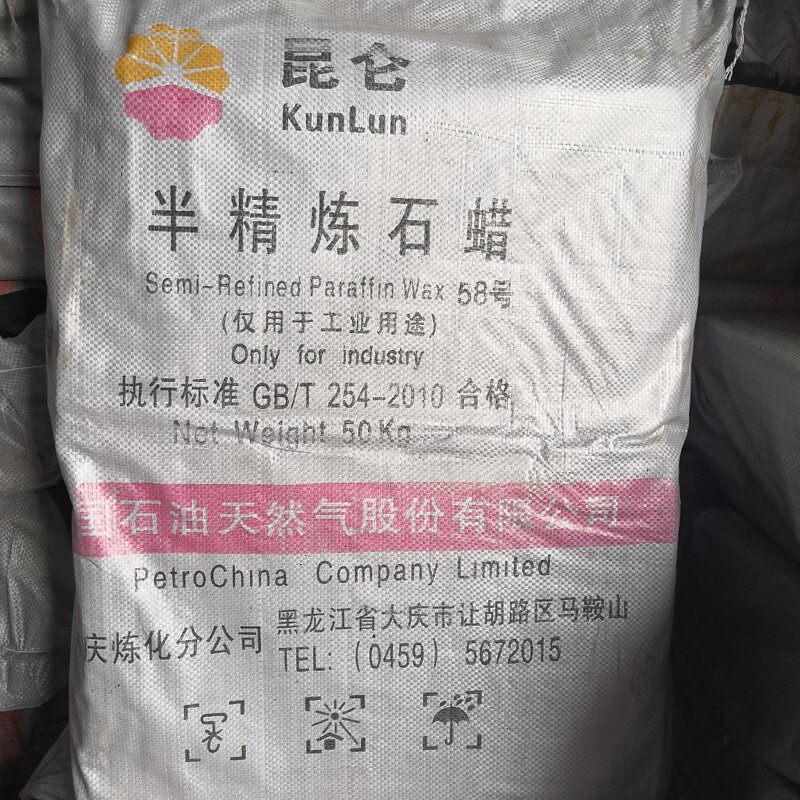 昆仑
KunLun
半精炼石蜡
Semi-Refined Paraffin Wax 58号
(仅用于工业用途)
Only for industry
执行标准 GB/T 254-2010 合格
Net Weight 50Kg
国石油天然气股份有限公司
PetroChina Company Limited
庆炼化分公司
黑龙江省大庆市让胡路区马鞍山
TEL: (0459) 5672015